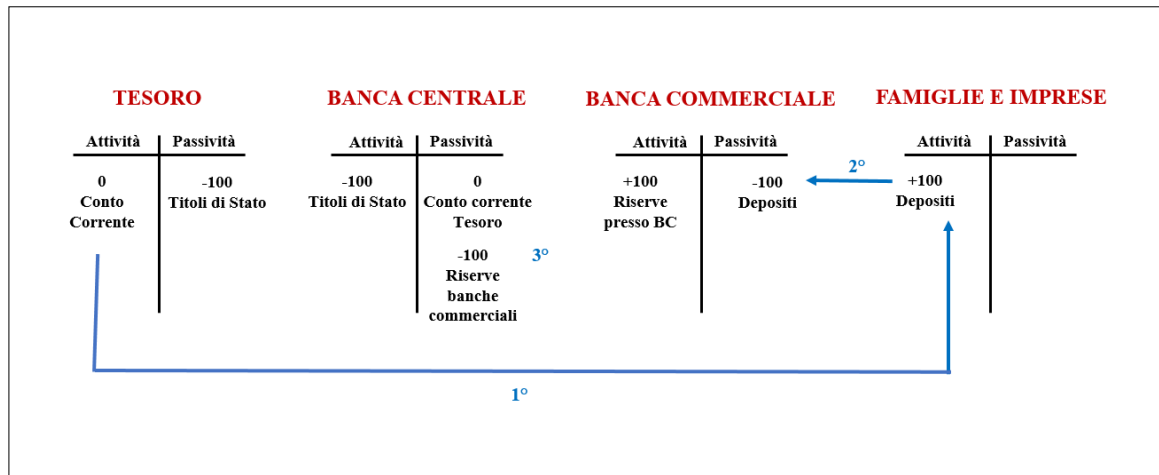 TESORO
BANCA CENTRALE
BANCA COMMERCIALE
FAMIGLIE E IMPRESE
Attività Passività
Attività Passività
Attività Passività
Attività Passività
0
Conto
Corrente
-100
Titoli di Stato
-100
Titoli di Stato
0
Conto corrente
Tesoro
-100
Riserve
banche
commerciali
3°
+100
Riserve
presso BC
-100
Depositi
2°
+100
Depositi
1°